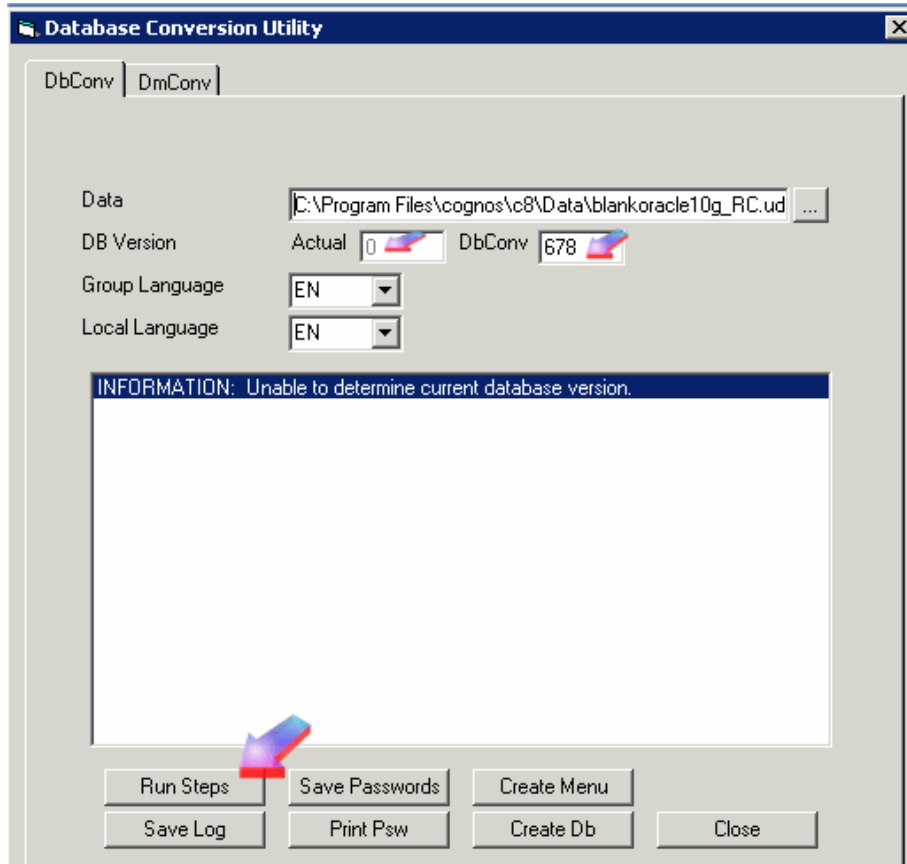 Database Conversion Utility
DbConv DmConv
Data C:\Program Files\cognos\c8\Data\blankoracle10g_RC.ud ...
DB Version Actual 0 DbConv 678
Group Language EN
Local Language EN
INFORMATION: Unable to determine current database version.
Run Steps Save Passwords Create Menu
Save Log Print Psw Create Db Close